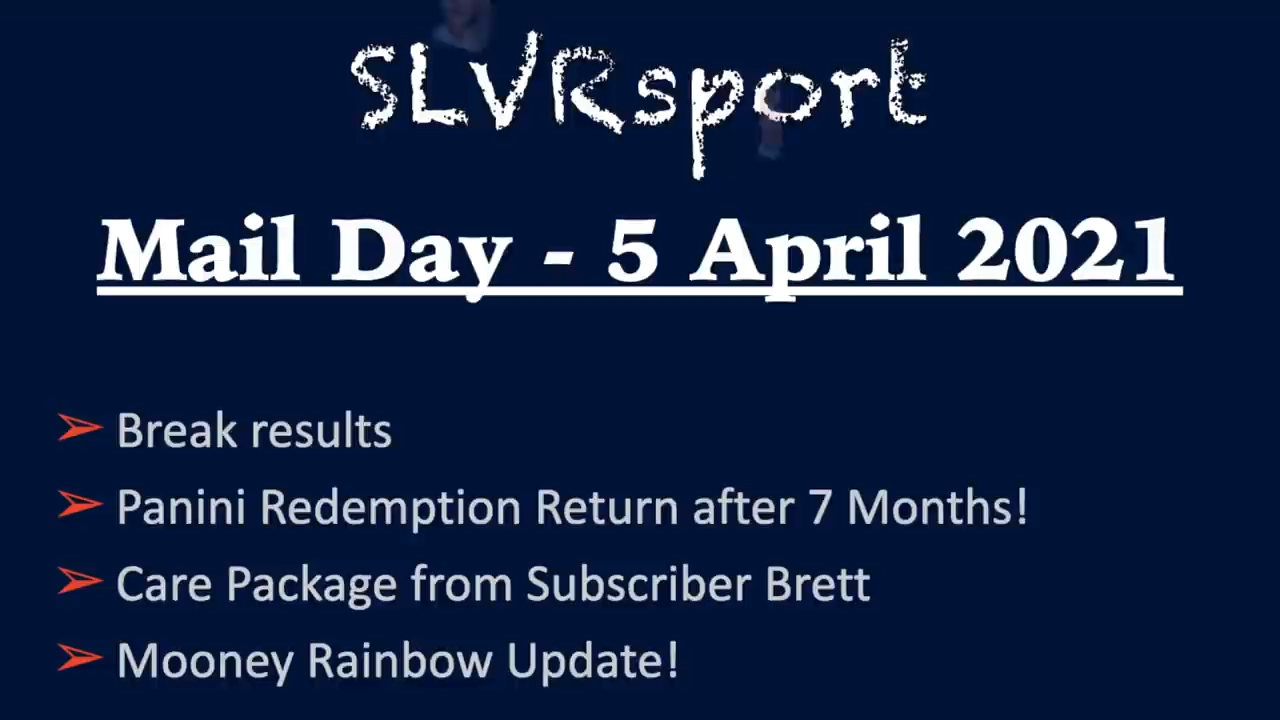 SLVRsport
Mail Day - 5 April 2021
➢ Break results
➢ Panini Redemption Return after 7 Months!
➢ Care Package from Subscriber Brett
➢ Mooney Rainbow Update!